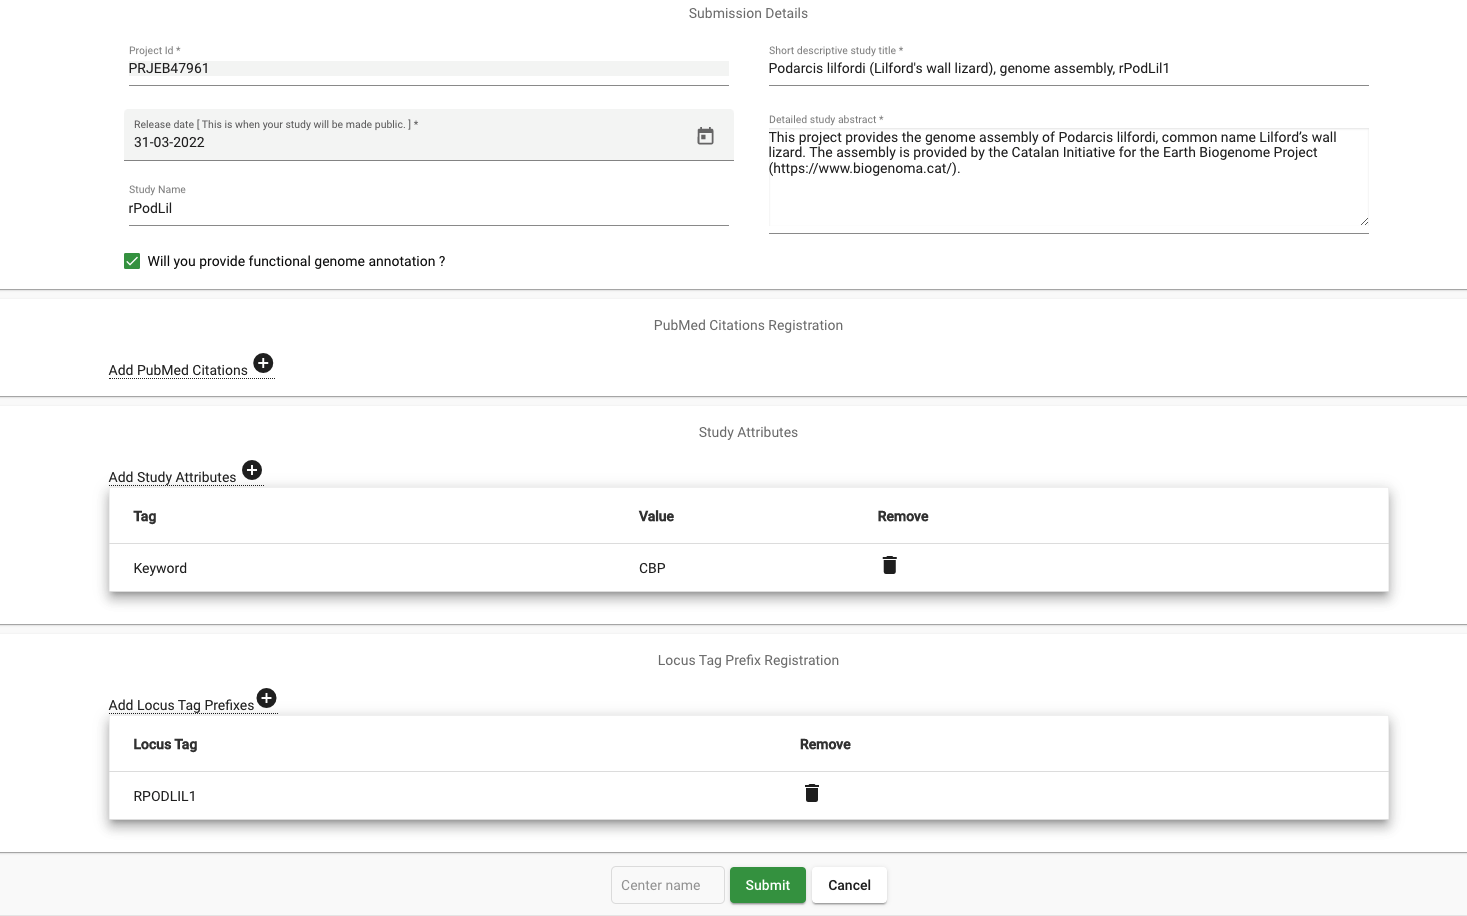 Submission Details
Project Id *
PRJEB47961
Short descriptive study title *
Podarcis lilfordi (Lilford's wall lizard), genome assembly, rPodLil1
Release date [ This is when your study will be made public. ] *
31-03-2022
Detailed study abstract *
This project provides the genome assembly of Podarcis lilfordi, common name Lilford’s wall
lizard. The assembly is provided by the Catalan Initiative for the Earth Biogenome Project
(https://www.biogenoma.cat/).
Study Name
rPodLil
Will you provide functional genome annotation ?
PubMed Citations Registration
Add PubMed Citations
Study Attributes
Add Study Attributes
Tag Value Remove
Keyword CBP
Locus Tag Prefix Registration
Add Locus Tag Prefixes
Locus Tag Remove
RPODLIL1
Center name Submit Cancel